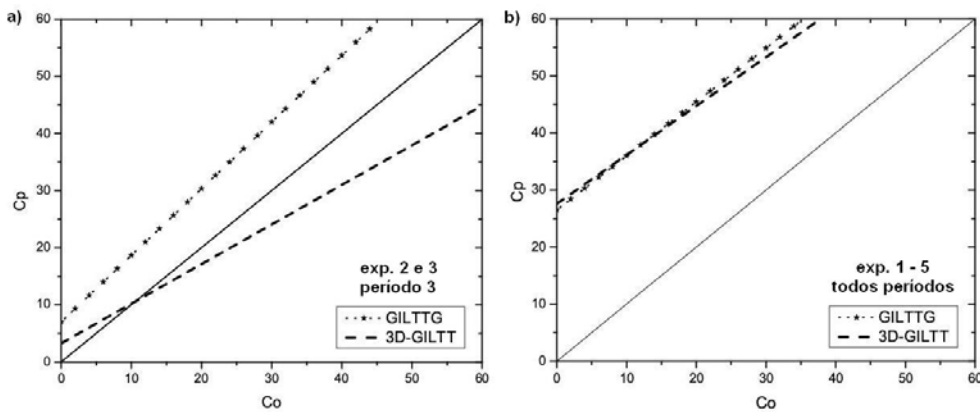 a)
60
50
40
30
20
10
0
Cp
0 10 20 30 40 50 60
Co
exp. 2 e 3
período 3
GILTTG
3D-GILTT
b)
60
50
40
30
20
10
0
Cp
0 10 20 30 40 50 60
Co
exp. 1 - 5
todos períodos
GILTTG
3D-GILTT